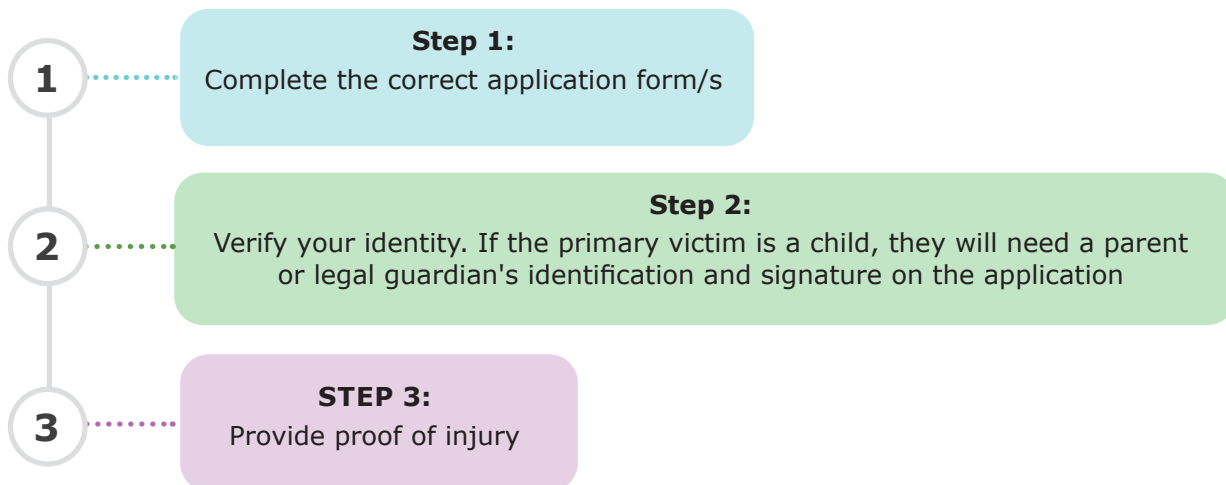 1
Step 1:
Complete the correct application form/s
2
Step 2:
Verify your identity. If the primary victim is a child, they will need a parent
or legal guardian's identification and signature on the application
3
STEP 3:
Provide proof of injury